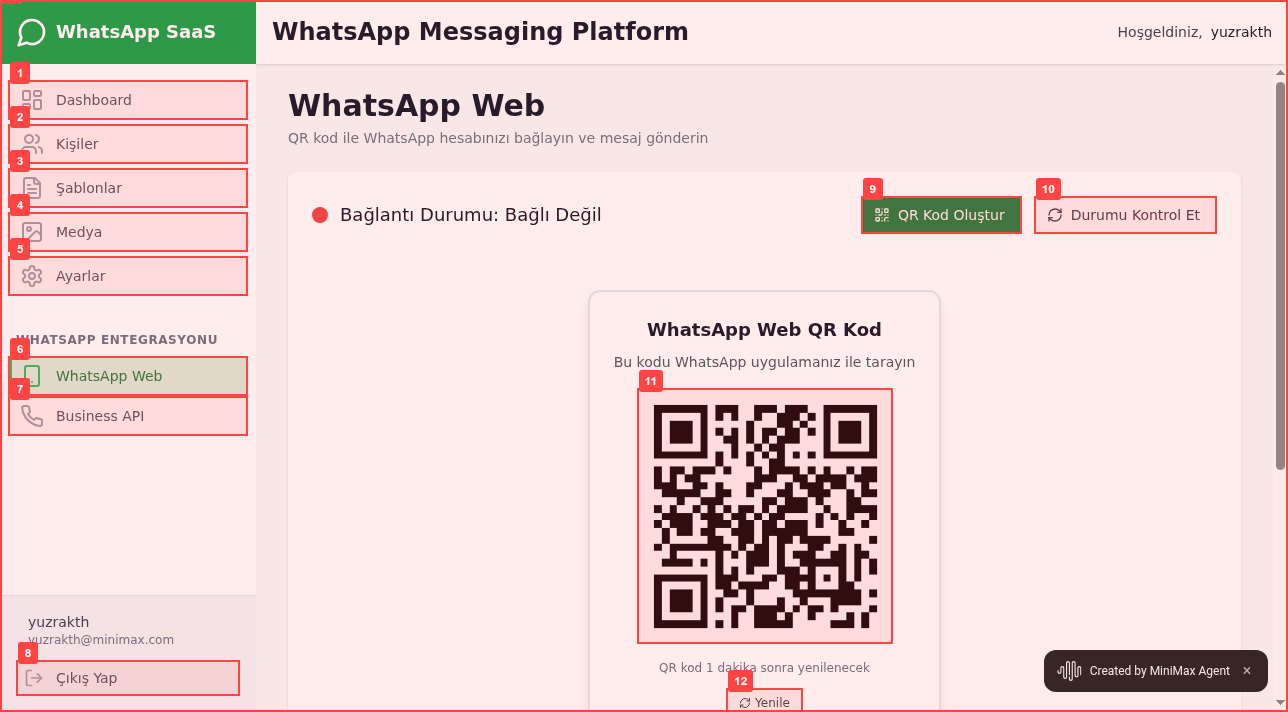 WhatsApp SaaS
WhatsApp Messaging Platform
Hoşgeldiniz, yuzrakth
1
Dashboard
2
Kişiler
3
Şablonlar
4
Medya
5
Ayarlar
WHATSAPP ENTEGRASYONU
6
WhatsApp Web
7
Business API
yuzrakth
yuzrakth@minimax.com
8
Çıkış Yap
WhatsApp Web
QR kod ile WhatsApp hesabınızı bağlayın ve mesaj gönderin
Bağlantı Durumu: Bağlı Değil
9
QR Kod Oluştur
10
Durumu Kontrol Et
WhatsApp Web QR Kod
Bu kodu WhatsApp uygulamanız ile tarayın
11
QR kod 1 dakika sonra yenilenecek
12
Yenile
Created by MiniMax Agent ×